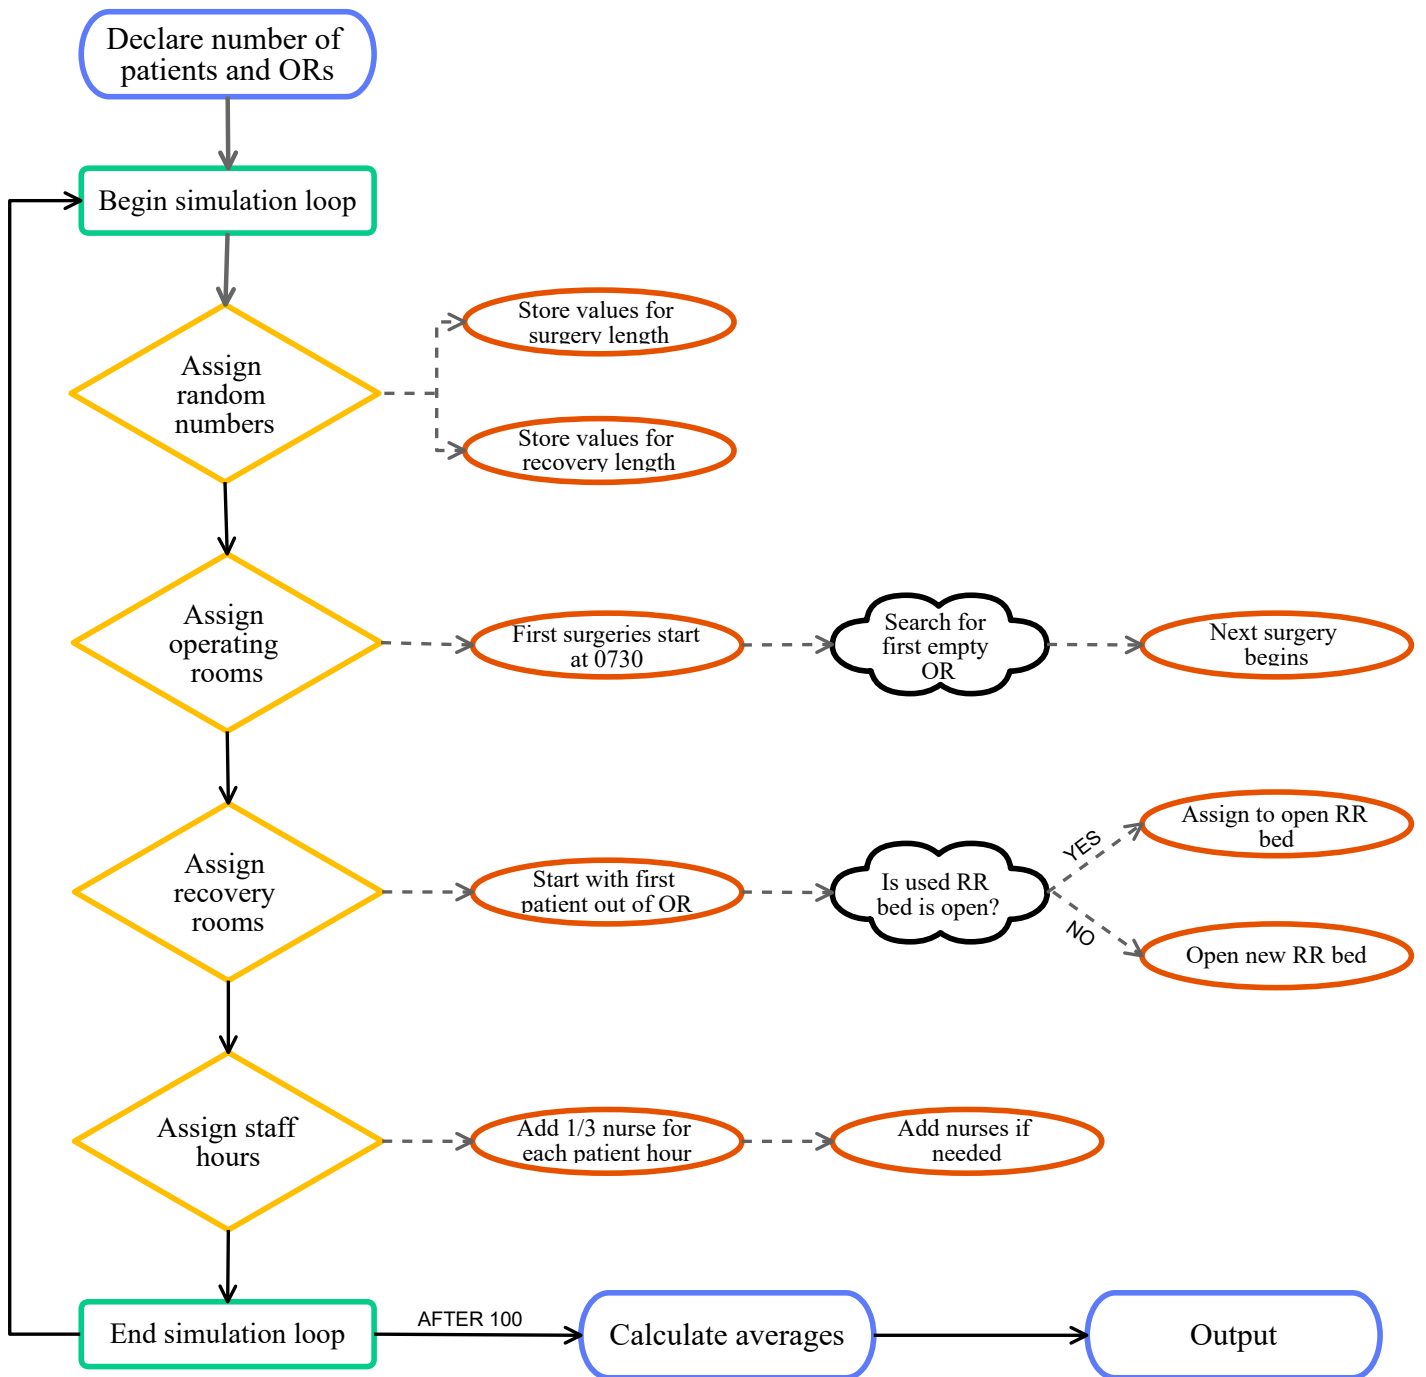 Declare number of
patients and ORs
Begin simulation loop
Assign
random
numbers
Store values for
surgery length
Store values for
recovery length
Assign
operating
rooms
First surgeries start
at 0730
Search for
first empty
OR
Next surgery
begins
Assign
recovery
rooms
Start with first
patient out of OR
Is used RR
bed is open?
YES
Assign to open RR
bed
NO
Open new RR bed
Assign staff
hours
Add 1/3 nurse for
each patient hour
Add nurses if
needed
End simulation loop
AFTER 100
Calculate averages
Output